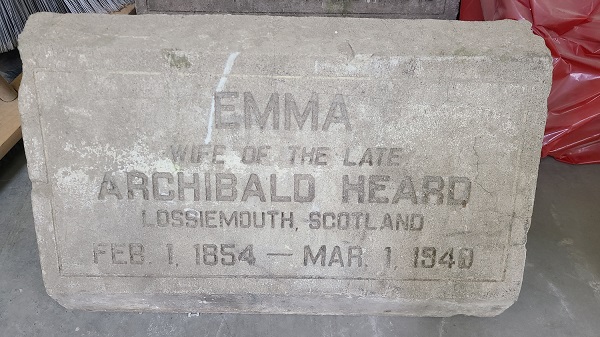 EMMA
WIFE OF THE LATE
ARCHIBALD HEARD
LOSSIEMOUTH, SCOTLAND
FEB. 1, 1854 — MAR. 1, 1940